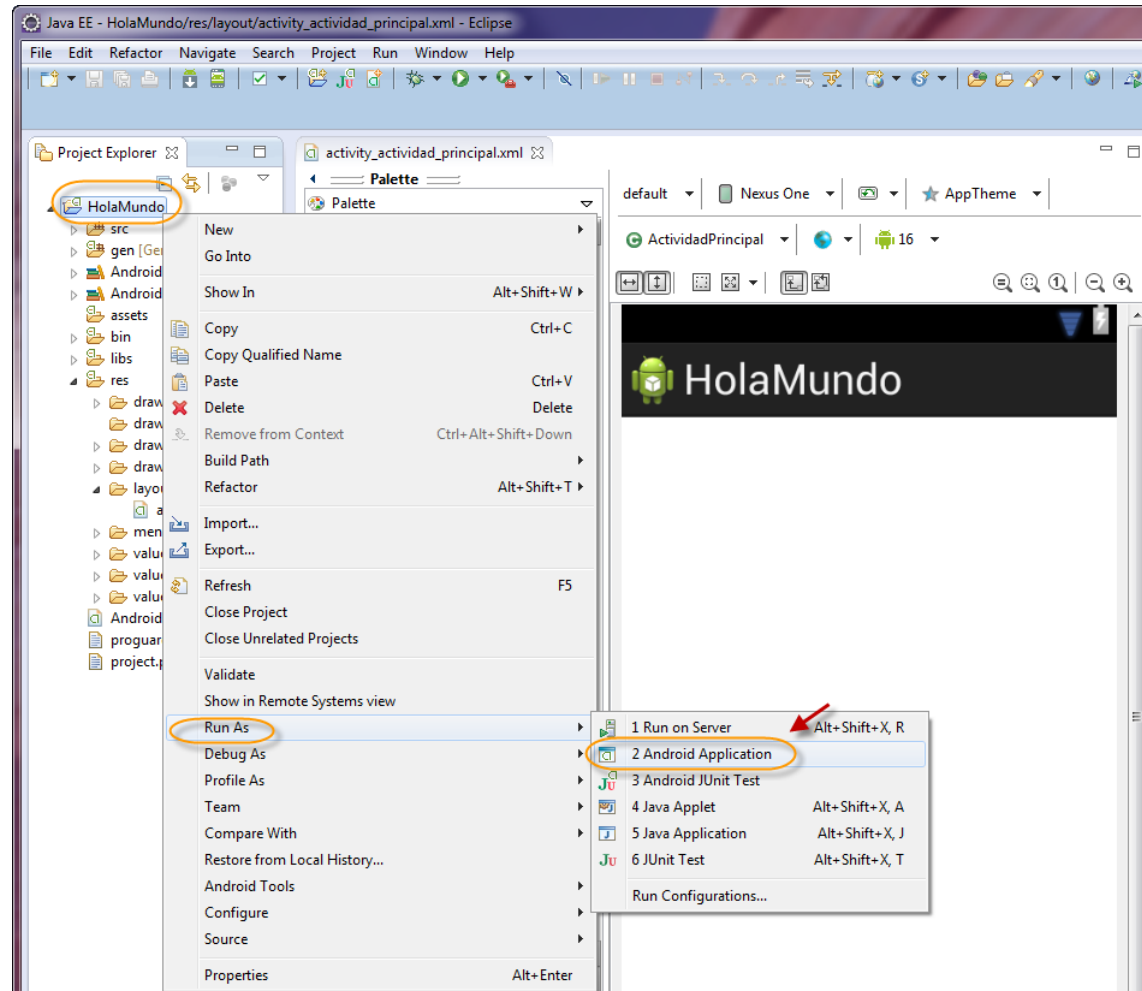 Java EE - HolaMundo/res/layout/activity_actividad_principal.xml - Eclipse
File Edit Refactor Navigate Search Project Run Window Help
Project Explorer
activity_actividad_principal.xml
Palette
Palette
default Nexus One AppTheme
ActividadPrincipal 16
HolaMundo
src
gen [Ge
Android
Android
assets
bin
libs
res
draw
draw
draw
draw
layou
a
men
value
value
value
Android
proguar
project.p
New
Go Into
Show In Alt+Shift+W
Copy Ctrl+C
Copy Qualified Name
Paste Ctrl+V
Delete Delete
Remove from Context Ctrl+Alt+Shift+Down
Build Path
Refactor Alt+Shift+T
Import...
Export...
Refresh F5
Close Project
Close Unrelated Projects
Validate
Show in Remote Systems view
Run As
Debug As
Profile As
Team
Compare With
Restore from Local History...
Android Tools
Configure
Source
Properties Alt+Enter
1 Run on Server Alt+Shift+X, R
2 Android Application
3 Android JUnit Test
4 Java Applet Alt+Shift+X, A
5 Java Application Alt+Shift+X, J
6 JUnit Test Alt+Shift+X, T
Run Configurations...
HolaMundo